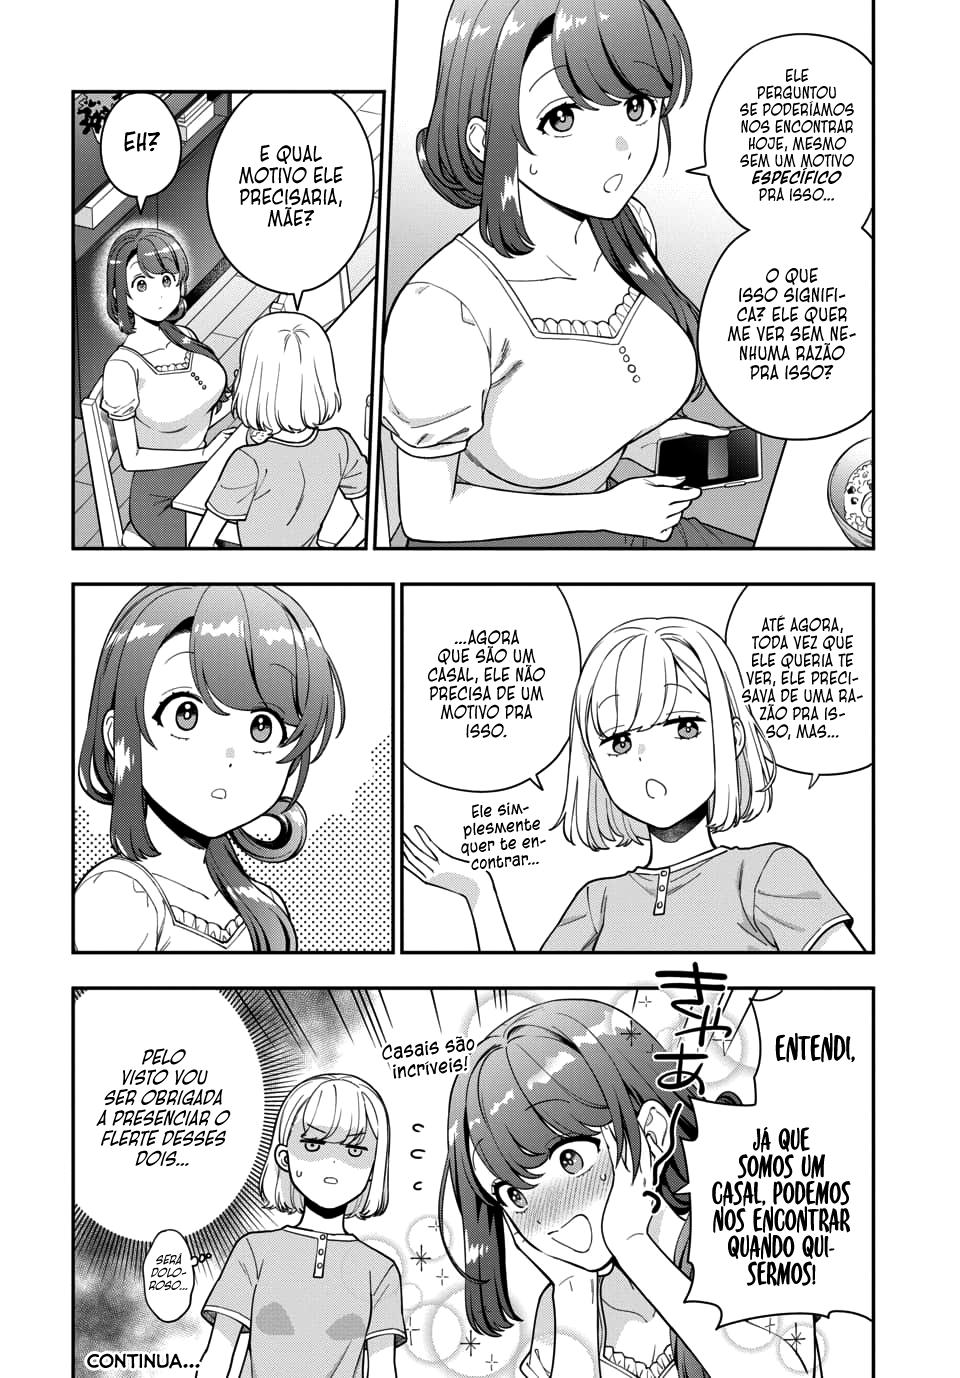 ELE
PERGUNTOU
SE PODERÍAMOS
NOS ENCONTRAR
HOJE, MESMO
SEM UM MOTIVO
ESPECÍFICO
PRA ISSO...
O QUE
ISSO SIGNIFI-
CA? ELE QUER
ME VER SEM NE-
NHUMA RAZÃO
PRA ISSO?
E QUAL
MOTIVO ELE
PRECISARIA,
MÃE?
EH?
ATÉ AGORA,
TODA VEZ QUE
ELE QUERIA TE
VER, ELE PRECI-
SAVA DE UMA RA-
ZÃO PRA IS-
SO, MAS...
...AGORA
QUE SÃO UM
CASAL, ELE NÃO
PRECISA DE UM
MOTIVO PRA
ISSO.
Ele sim-
plesmente
quer te en-
contrar...
ENTENDI,
JÁ QUE
SOMOS UM
CASAL, PODEMOS
NOS ENCONTRAR
QUANDO QUI-
SERMOS!
きゃあ
Casais são
incríveis!
PELO
VISTO VOU
SER OBRIGADA
A PRESENCIAR O
FLERTE DESSES
DOIS...
SERÁ
DOLO-
ROSO...
CONTINUA...